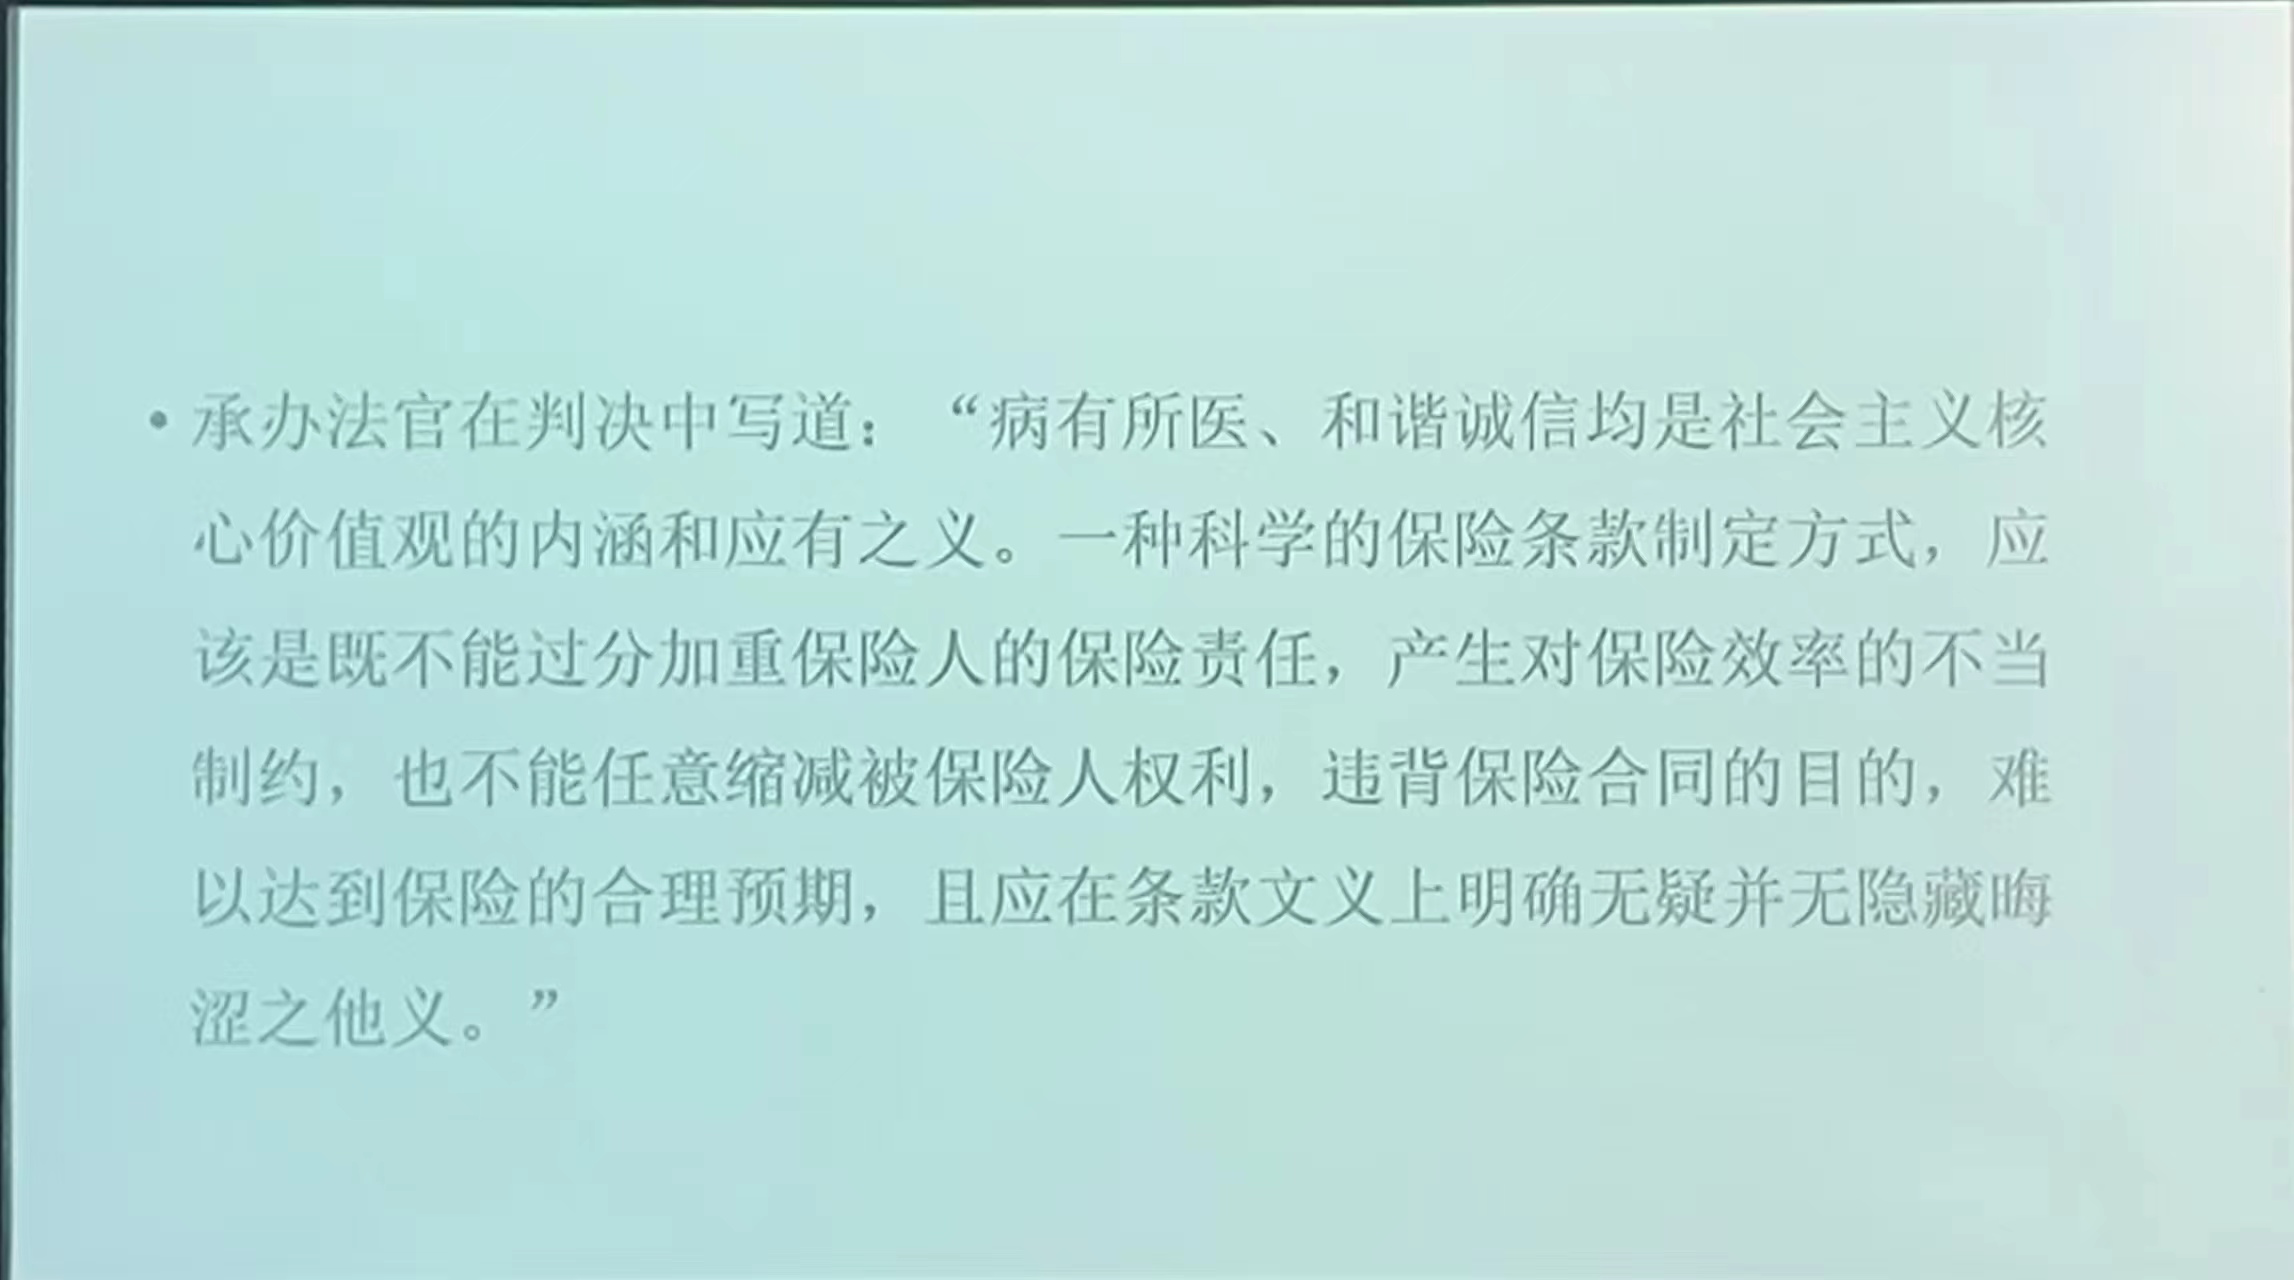 • 承办法官在判决中写道：“病有所医、和谐诚信均是社会主义核
心价值观的内涵和应有之义。一种科学的保险条款制定方式，应
该是既不能过分加重保险人的保险责任，产生对保险效率的不当
制约，也不能任意缩减被保险人权利，违背保险合同的目的，难
以达到保险的合理预期，且应在条款文义上明确无疑并无隐藏晦
涩之他义。”